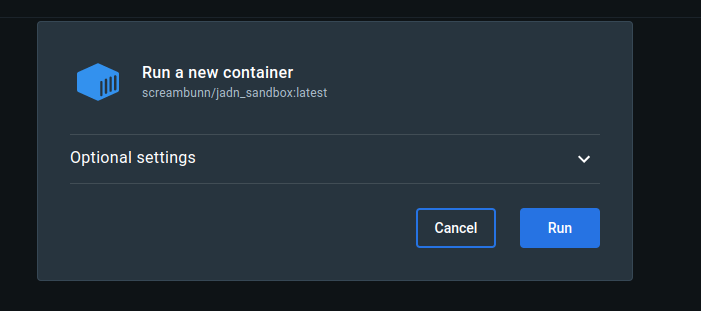 Run a new container
screambunn/jadn_sandbox:latest
Optional settings
Cancel
Run